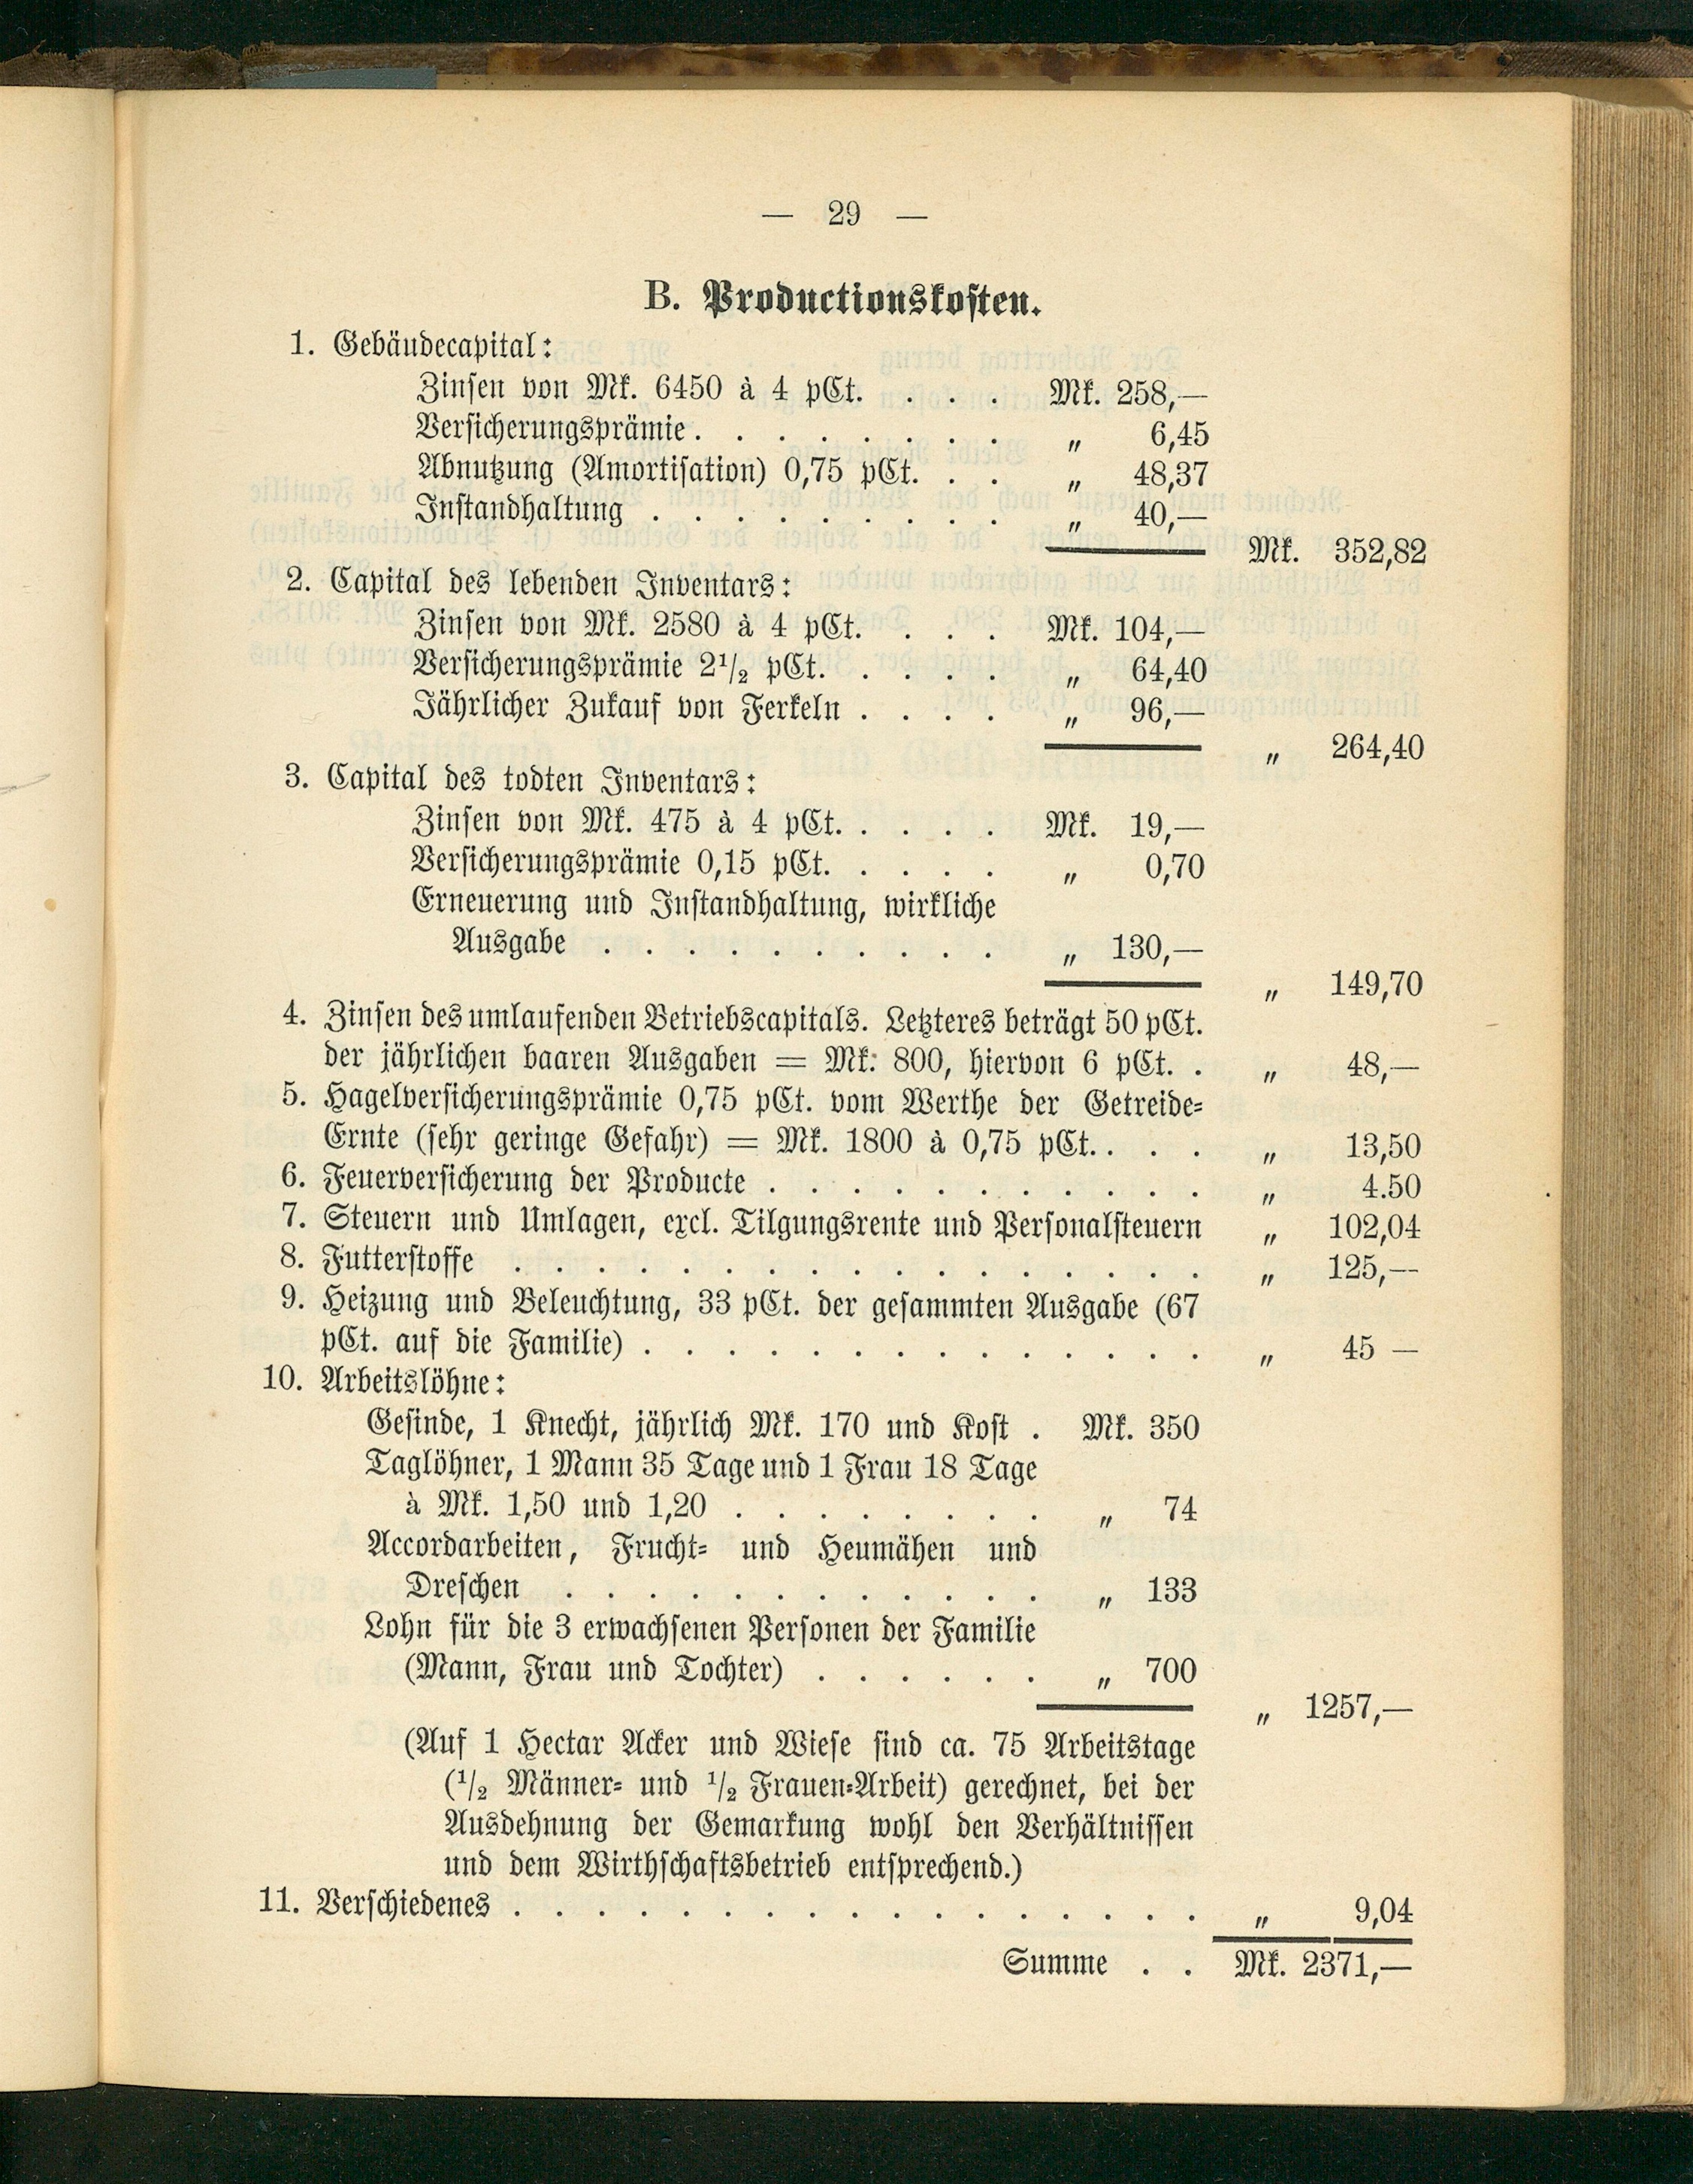 — 29 —
B. Productionskosten.
1. Gebäudecapital:
Zinsen von Mk. 6450 à 4 pCt. . . . Mk. 258,—
Versicherungsprämie . . . . . . . . „ 6,45
Abnutzung (Amortisation) 0,75 pCt. . . „ 48,37
Instandhaltung . . . . . . . . . „ 40,—
Mk. 352,82
2. Capital des lebenden Inventars:
Zinsen von Mk. 2580 à 4 pCt. . . . Mk. 104,—
Versicherungsprämie 2½ pCt. . . . . „ 64,40
Jährlicher Zukauf von Ferkeln . . . . „ 96,—
„ 264,40
3. Capital des todten Inventars:
Zinsen von Mk. 475 à 4 pCt. . . . . Mk. 19,—
Versicherungsprämie 0,15 pCt. . . . . „ 0,70
Erneuerung und Instandhaltung, wirkliche
Ausgabe . . . . . . . . . . „ 130,—
„ 149,70
4. Zinsen des umlaufenden Betriebscapitals. Letzteres beträgt 50 pCt.
der jährlichen baaren Ausgaben = Mk. 800, hiervon 6 pCt. . „ 48,—
5. Hagelversicherungsprämie 0,75 pCt. vom Werthe der Getreide-
Ernte (sehr geringe Gefahr) = Mk. 1800 à 0,75 pCt. . . . „ 13,50
6. Feuerversicherung der Producte . . . . . . . . . . . „ 4.50
7. Steuern und Umlagen, excl. Tilgungsrente und Personalsteuern „ 102,04
8. Futterstoffe . . . . . . . . . . . . . . . . . „ 125,—
9. Heizung und Beleuchtung, 33 pCt. der gesammten Ausgabe (67
pCt. auf die Familie) . . . . . . . . . . . . . . „ 45 —
10. Arbeitslöhne:
Gesinde, 1 Knecht, jährlich Mk. 170 und Kost . Mk. 350
Taglöhner, 1 Mann 35 Tage und 1 Frau 18 Tage
à Mk. 1,50 und 1,20 . . . . . . . . „ 74
Accordarbeiten, Frucht- und Heumähen und
Dreschen . . . . . . . . . . . . „ 133
Lohn für die 3 erwachsenen Personen der Familie
(Mann, Frau und Tochter) . . . . . . „ 700
„ 1257,—
(Auf 1 Hectar Acker und Wiese sind ca. 75 Arbeitstage
(½ Männer- und ½ Frauen-Arbeit) gerechnet, bei der
Ausdehnung der Gemarkung wohl den Verhältnissen
und dem Wirthschaftsbetrieb entsprechend.)
11. Verschiedenes . . . . . . . . . . . . . . . . . „ 9,04
Summe . . Mk. 2371,—